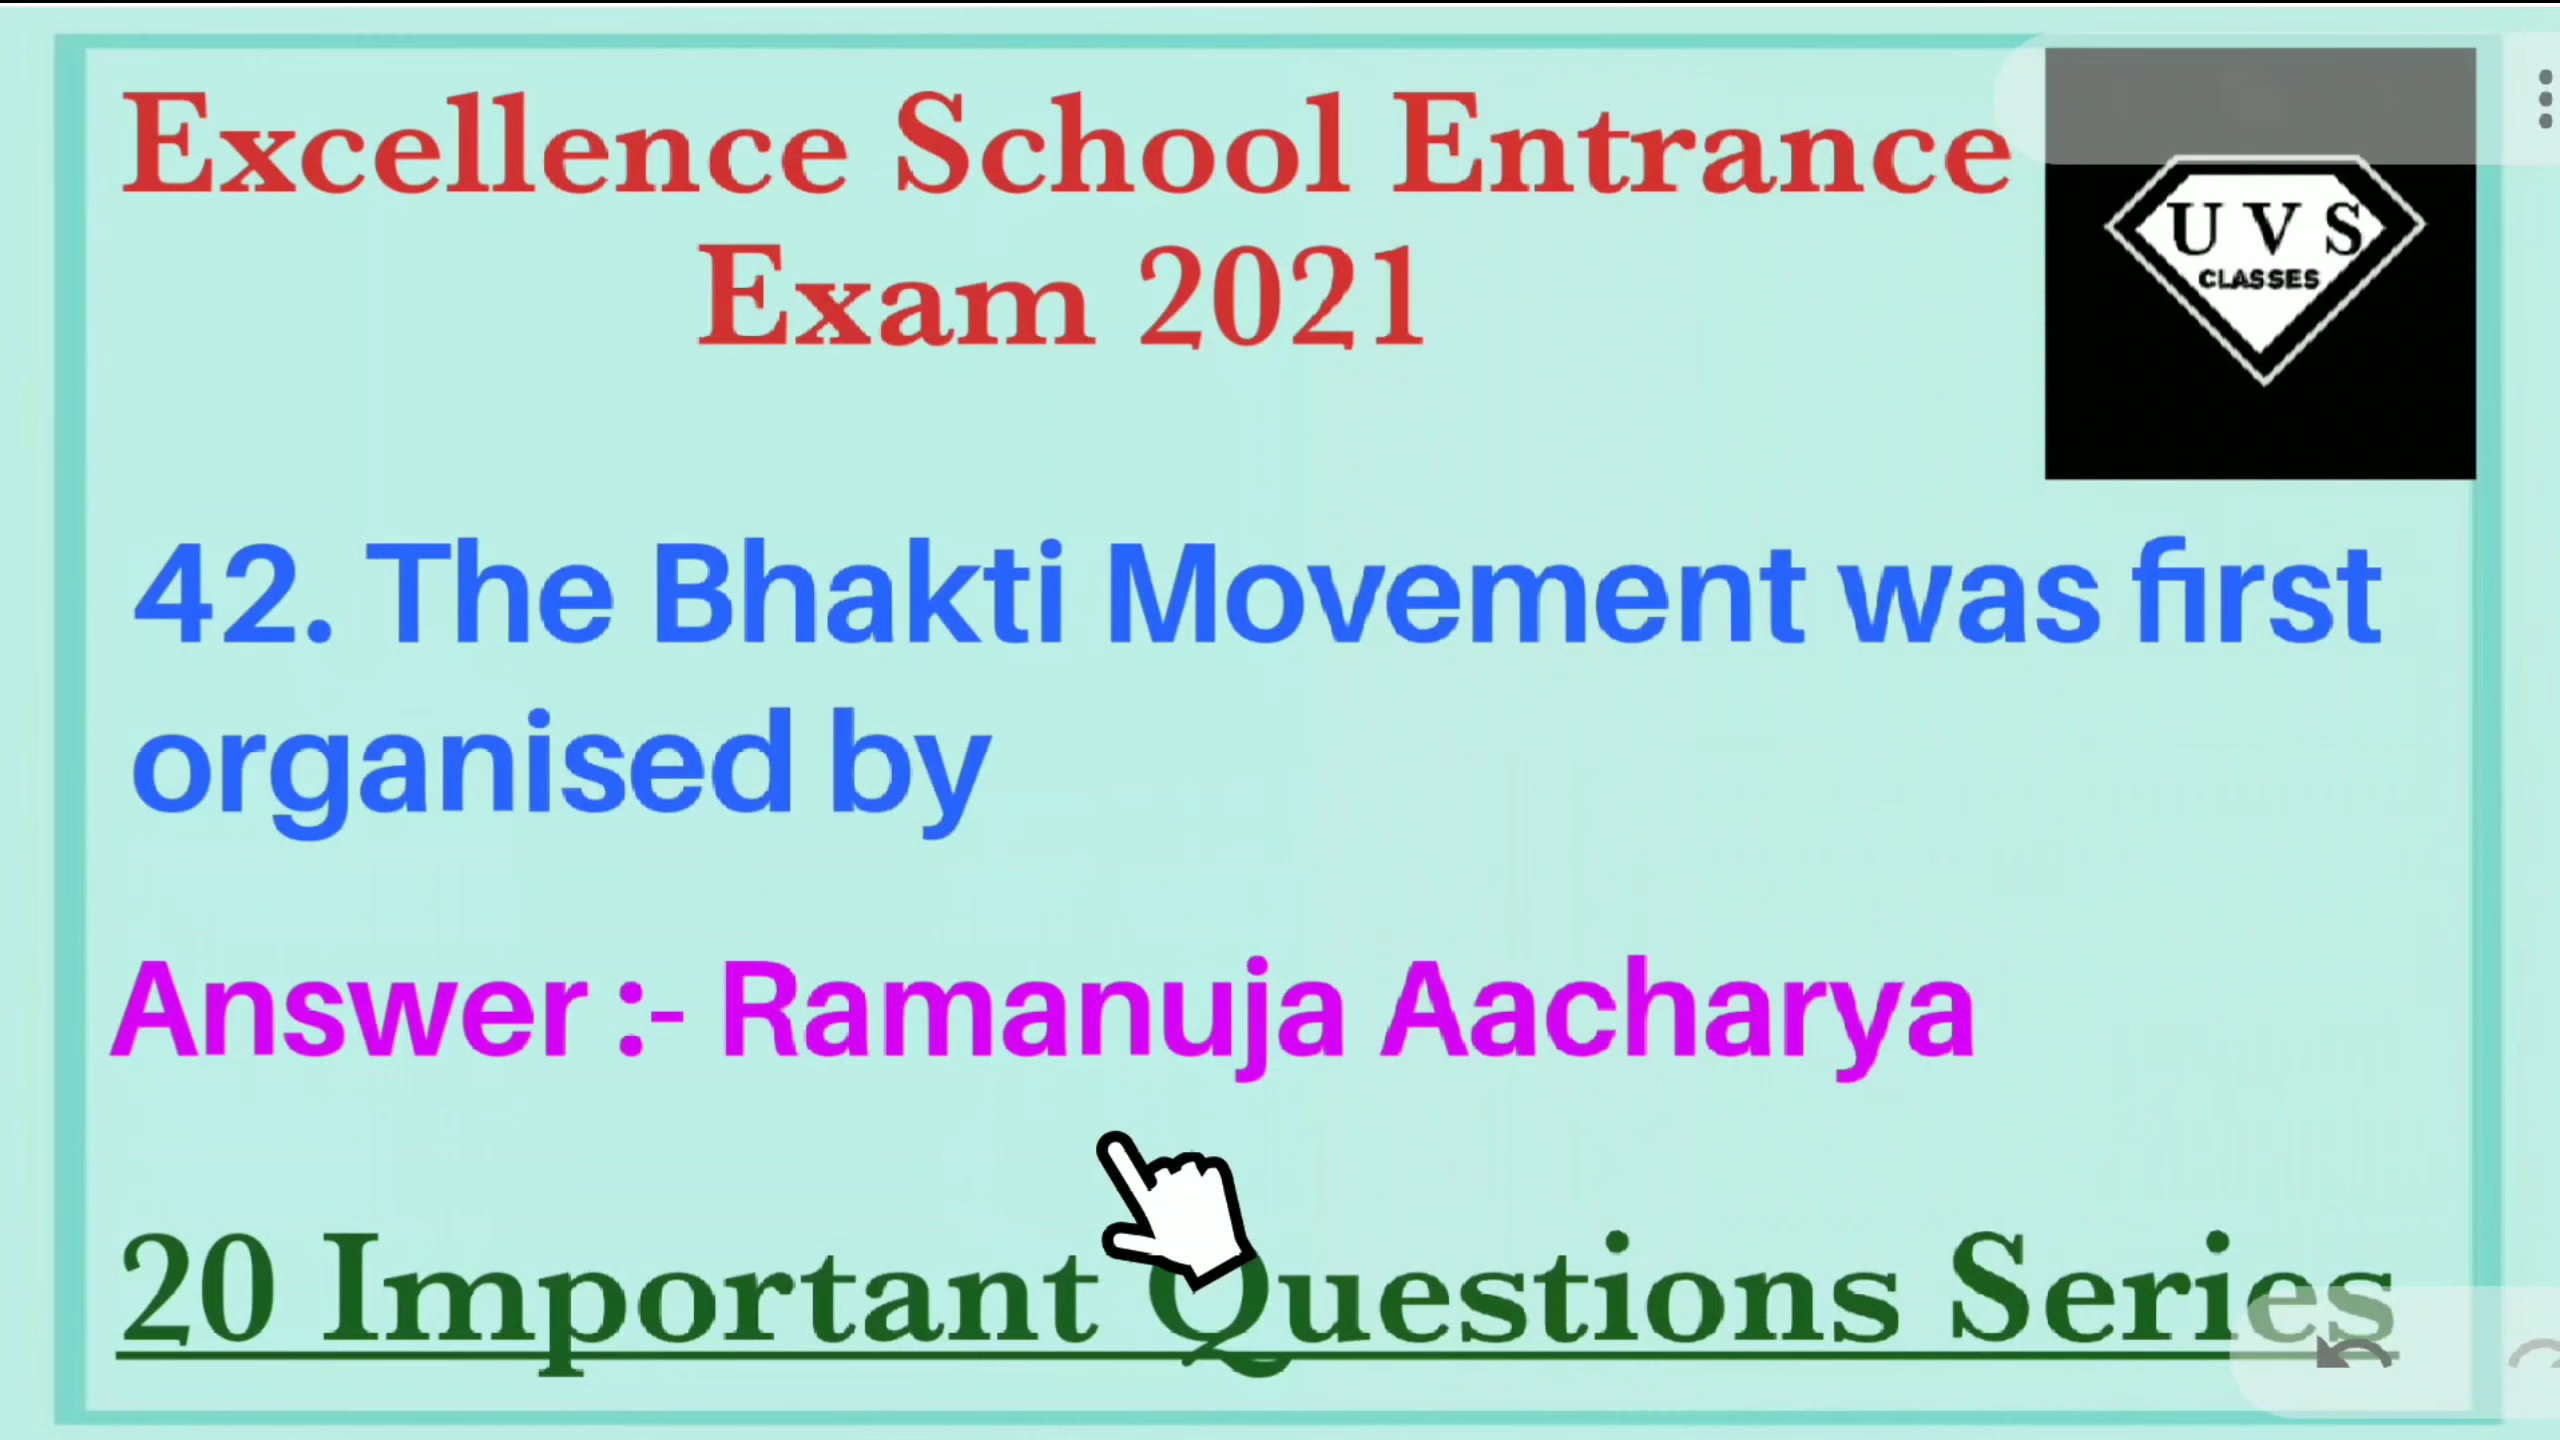 Excellence School Entrance
Exam 2021
U V S
CLASSES
42. The Bhakti Movement was first
organised by
Answer :- Ramanuja Aacharya
20 Important Questions Series